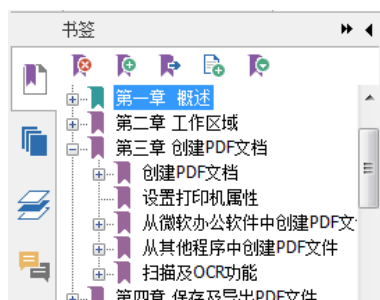 书签
第一章 概述
第二章 工作区域
第三章 创建PDF文档
创建PDF文档
设置打印机属性
从微软办公软件中创建PDF文
从其他程序中创建PDF文件
扫描及OCR功能
第四章 保存及导出PDF文件